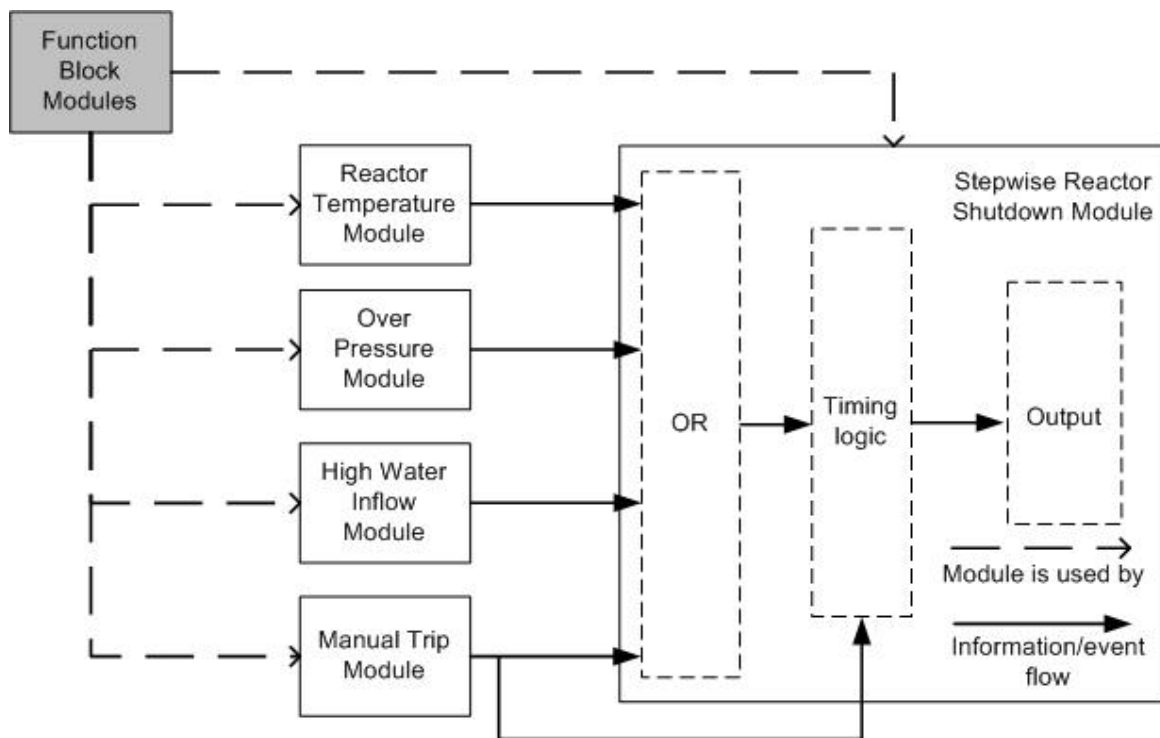 Function
Block
Modules
Reactor
Temperature
Module
Stepwise Reactor
Shutdown Module
Over
Pressure
Module
OR
Timing
logic
Output
High Water
Inflow
Module
Module is used by
Manual Trip
Module
Information/event
flow